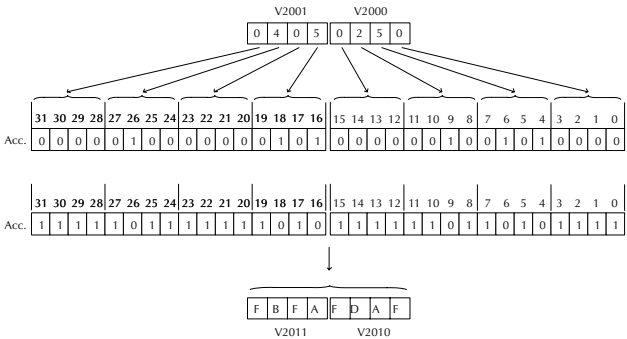 V2001 V2000
0 4 0 5 0 2 5 0
31 30 29 28 27 26 25 24 23 22 21 20 19 18 17 16 15 14 13 12 11 10 9 8 7 6 5 4 3 2 1 0
Acc. 0 0 0 0 0 1 0 0 0 0 0 0 0 1 0 1 0 0 0 0 0 0 1 0 0 1 0 1 0 0 0 0
31 30 29 28 27 26 25 24 23 22 21 20 19 18 17 16 15 14 13 12 11 10 9 8 7 6 5 4 3 2 1 0
Acc. 1 1 1 1 1 0 1 1 1 1 1 1 1 0 1 0 1 1 1 1 1 1 0 1 1 0 1 0 1 1 1 1
F B F A F D A F
V2011 V2010